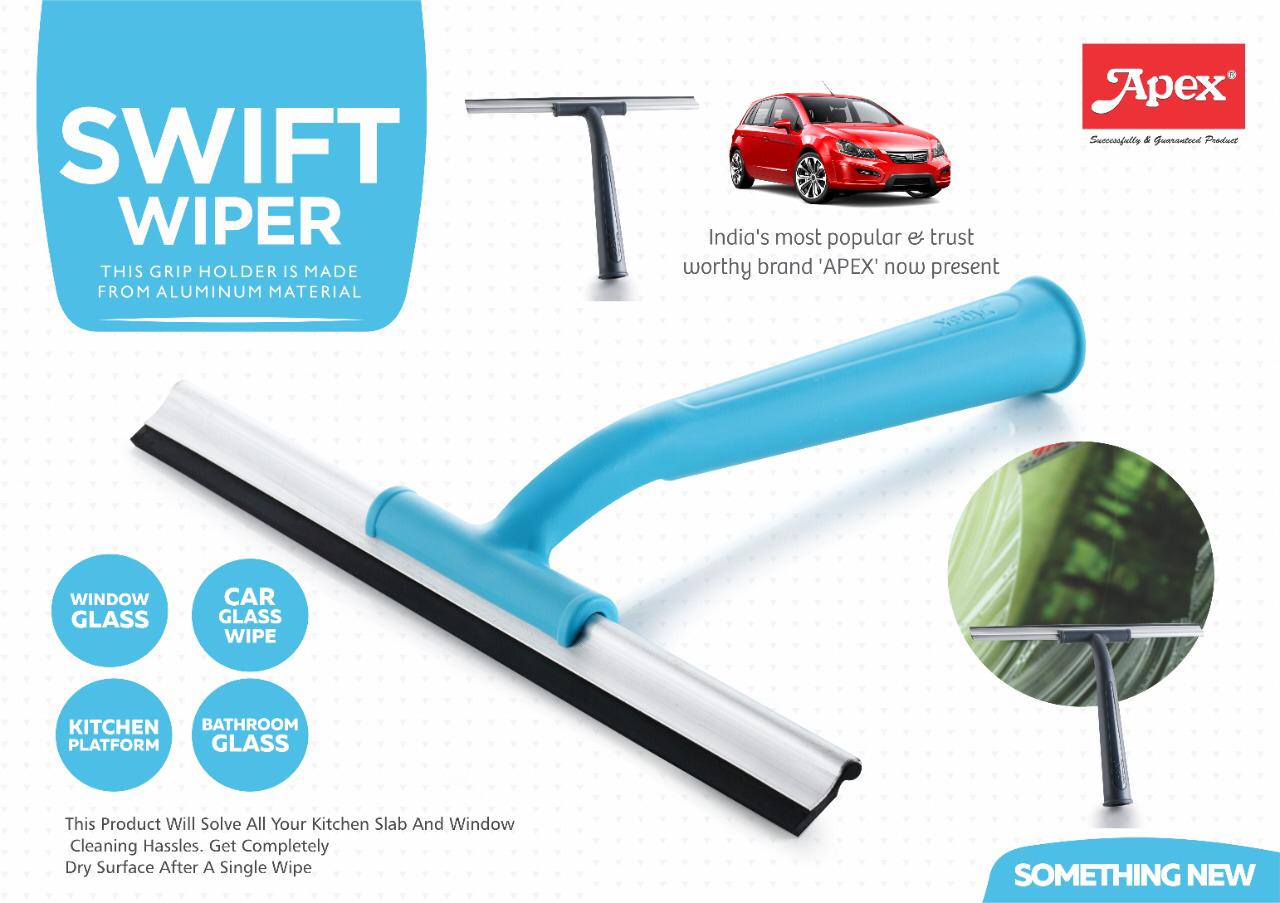 SWIFT
WIPER
THIS GRIP HOLDER IS MADE
FROM ALUMINUM MATERIAL
Apex®
Successfully & Guaranteed Product
India's most popular & trust
worthy brand 'APEX' now present
Apex
WINDOW
GLASS
CAR
GLASS
WIPE
KITCHEN
PLATFORM
BATHROOM
GLASS
This Product Will Solve All Your Kitchen Slab And Window
Cleaning Hassles. Get Completely
Dry Surface After A Single Wipe
SOMETHING NEW